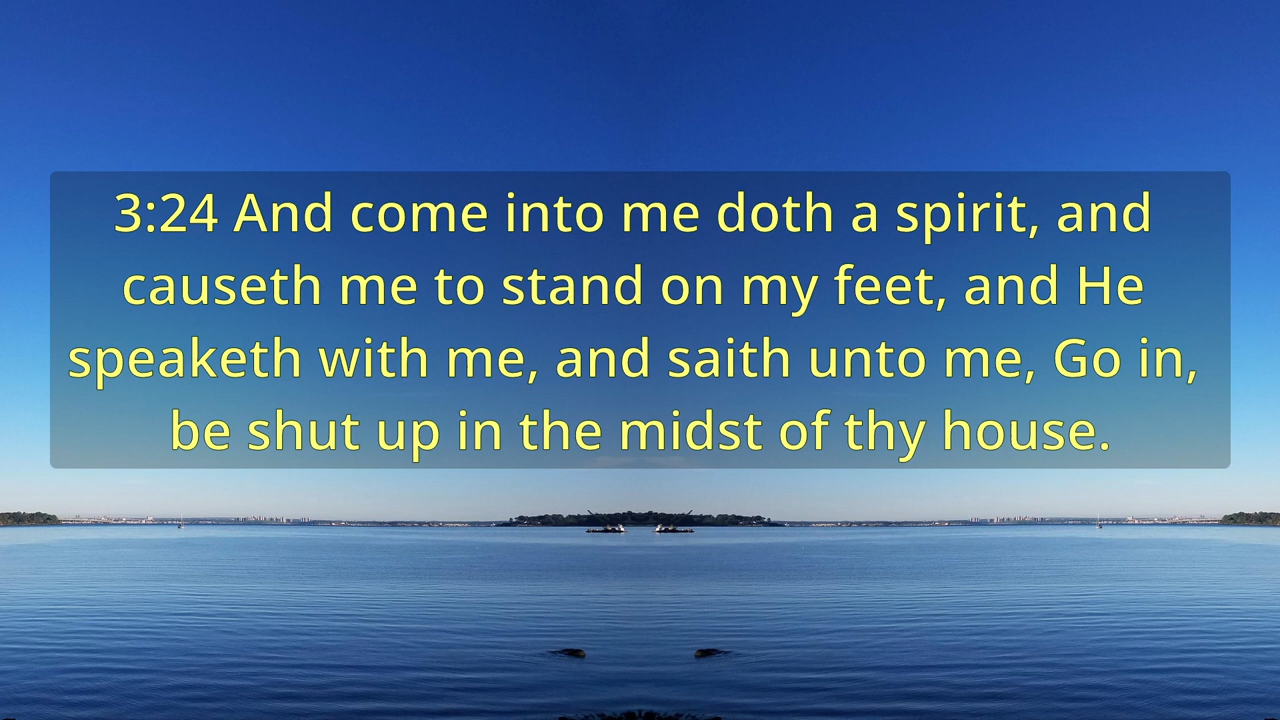 3:24 And come into me doth a spirit, and
causeth me to stand on my feet, and He
speaketh with me, and saith unto me, Go in,
be shut up in the midst of thy house.